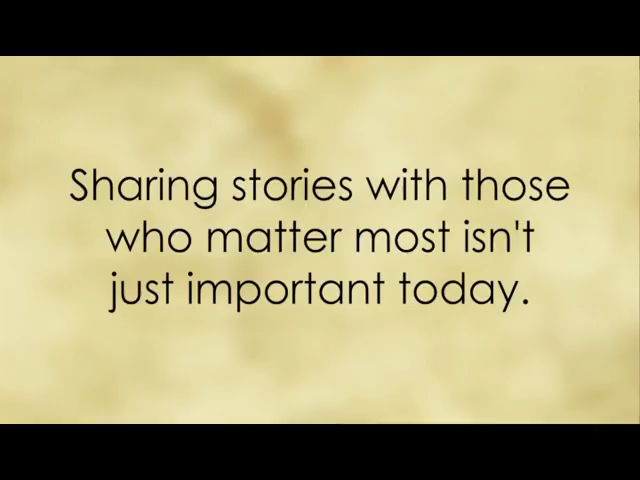 Sharing stories with those
who matter most isn't
just important today.